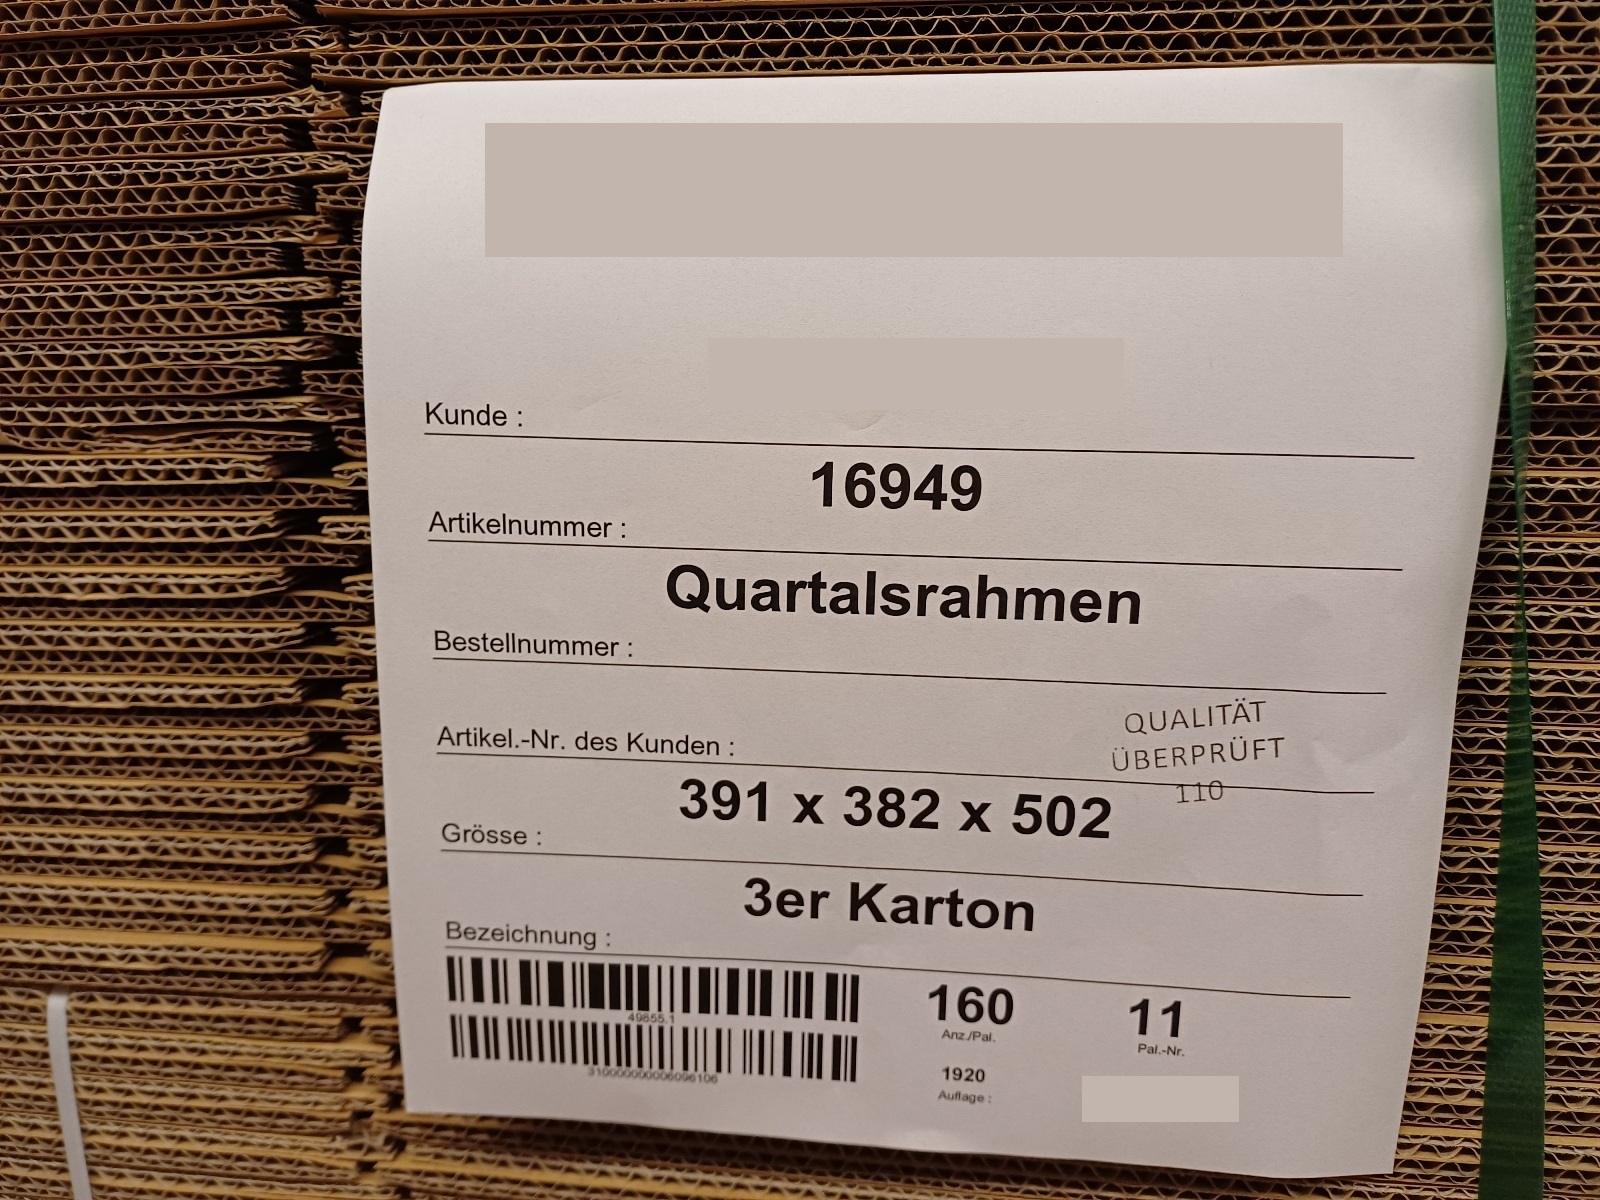 Kunde :
16949
Artikelnummer :
Quartalsrahmen
Bestellnummer :
QUALITÄT
ÜBERPRÜFT
110
Artikel.-Nr. des Kunden :
391 x 382 x 502
Grösse :
3er Karton
Bezeichnung :
49855.1
310000000006096106
160
Anz./Pal.
11
Pal.-Nr.
1920
Auflage :